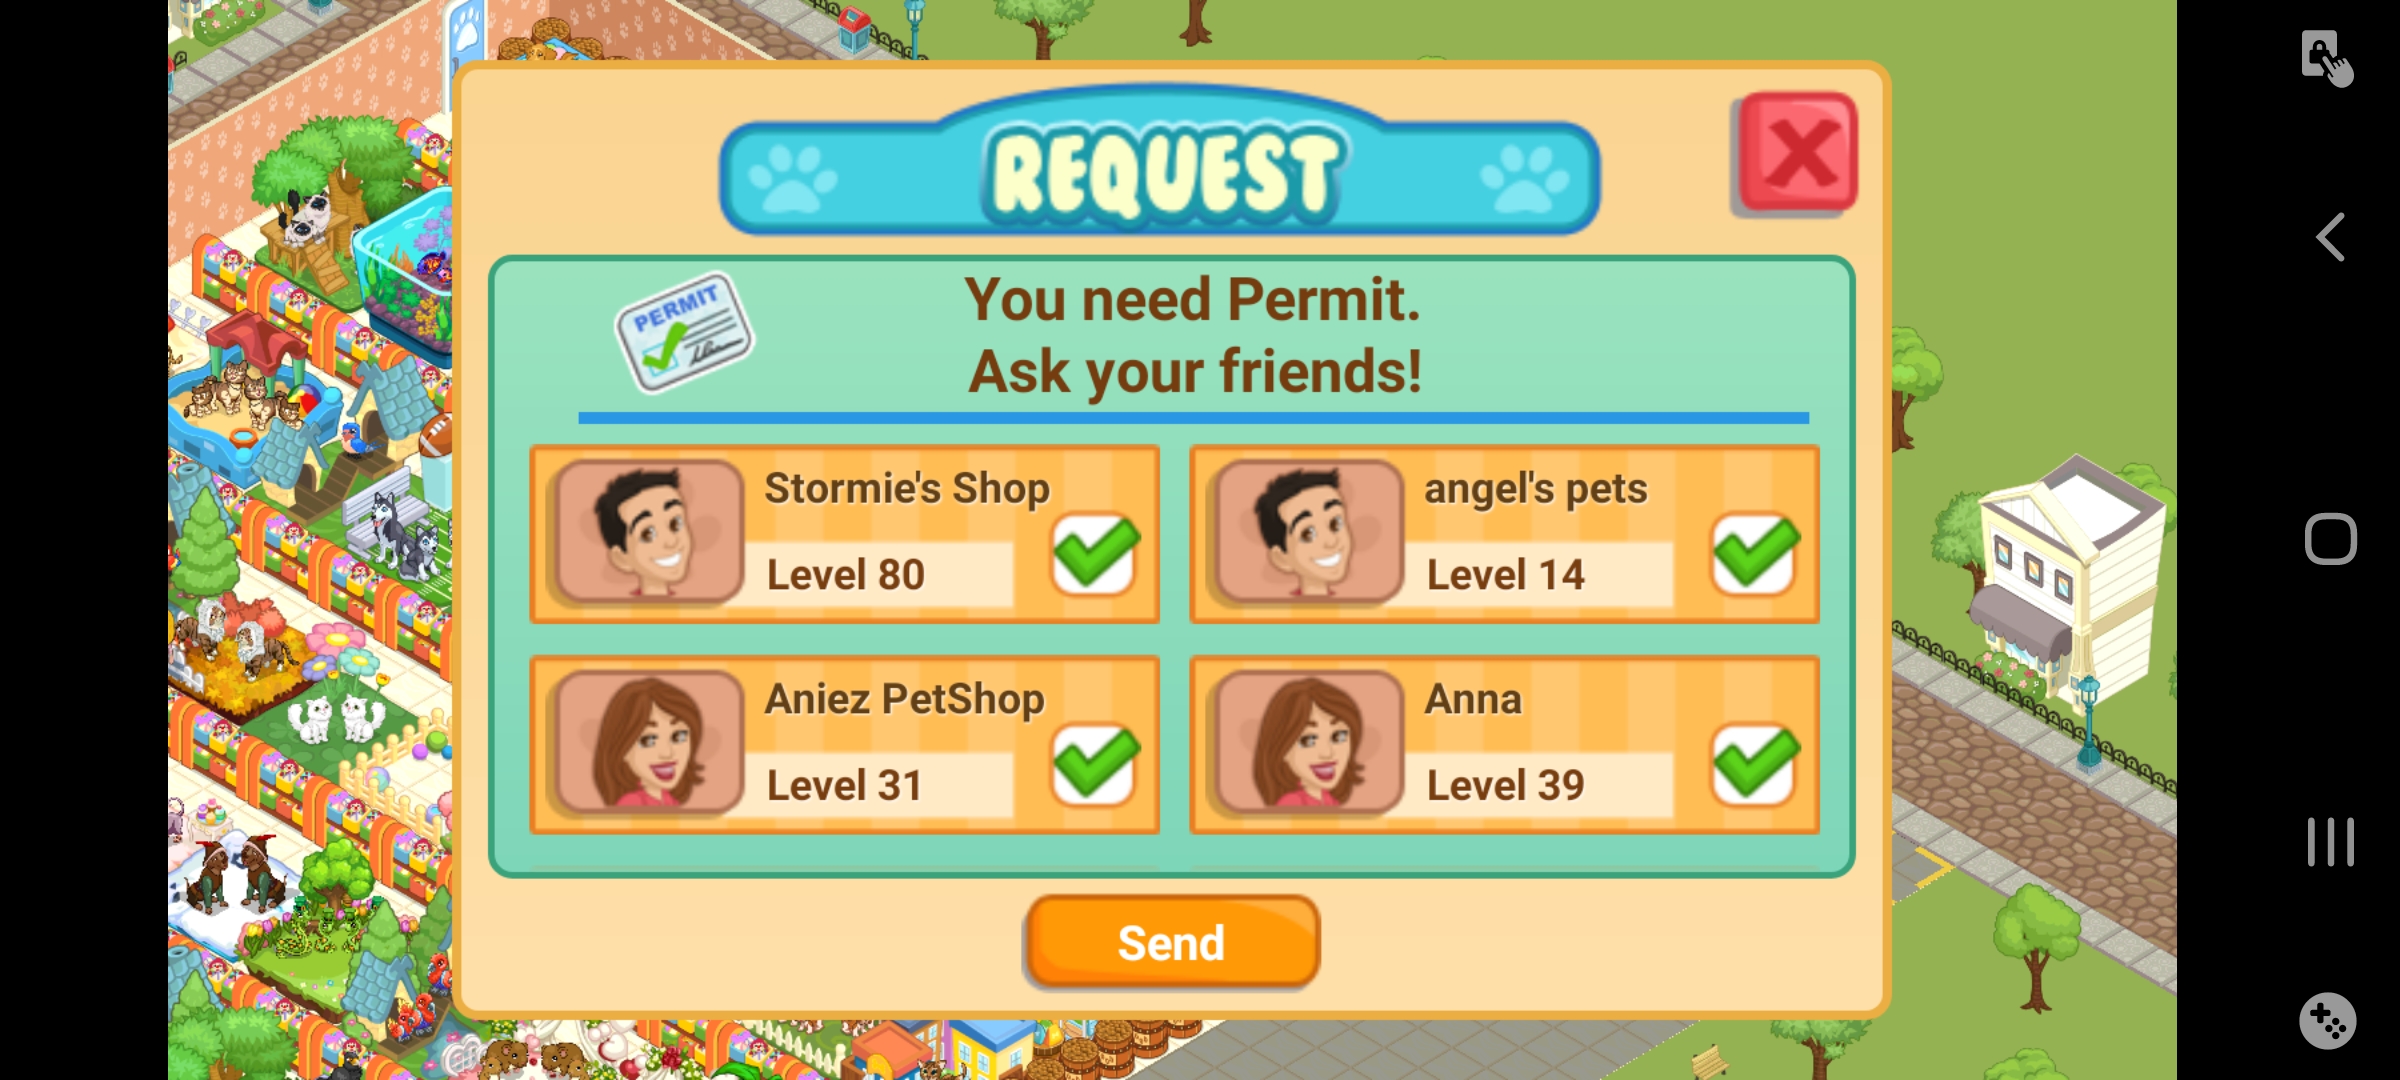 REQUEST
PERMIT
You need Permit.
Ask your friends!
Stormie's Shop
Level 80
angel's pets
Level 14
Aniez PetShop
Level 31
Anna
Level 39
Send